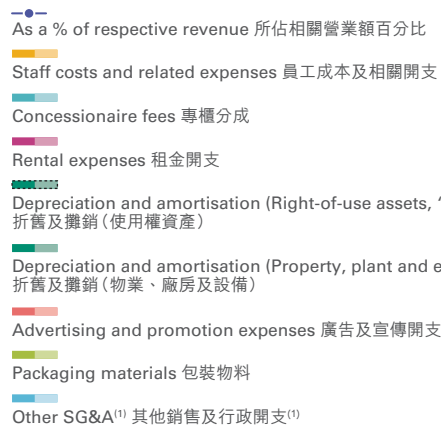 As a % of respective revenue 所佔相關營業額百分比
Staff costs and related expenses 員工成本及相關開支
Concessionaire fees 專櫃分成
Rental expenses 租金開支
Depreciation and amortisation (Right-of-use assets, “
折舊及攤銷（使用權資產）
Depreciation and amortisation (Property, plant and e
折舊及攤銷（物業、廠房及設備）
Advertising and promotion expenses 廣告及宣傳開支
Packaging materials 包裝物料
Other SG&A⁽¹⁾ 其他銷售及行政開支⁽¹⁾